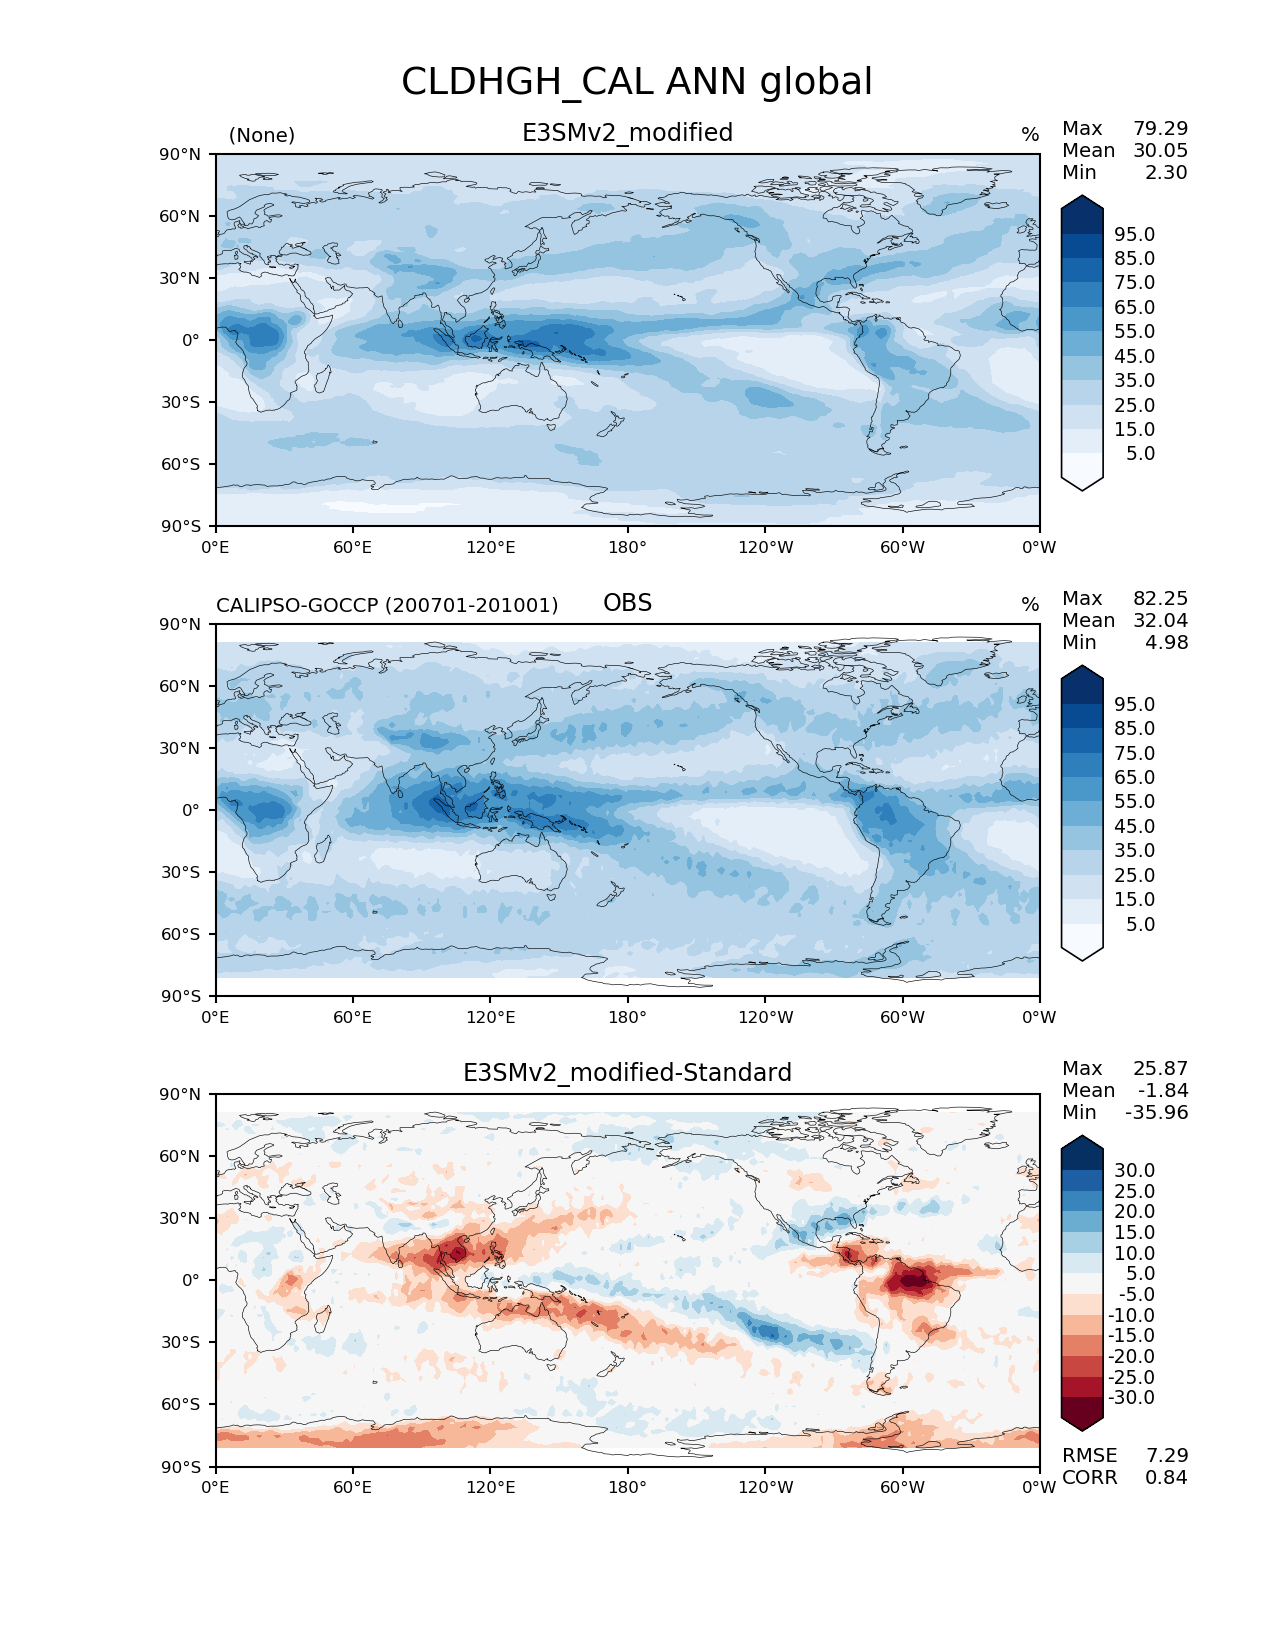 CLDHGH_CAL ANN global
(None) E3SMv2_modified %
Max 79.29
Mean 30.05
Min 2.30
90°N
60°N
30°N
0°
30°S
60°S
90°S
0°E 60°E 120°E 180° 120°W 60°W 0°W
95.0
85.0
75.0
65.0
55.0
45.0
35.0
25.0
15.0
5.0
CALIPSO-GOCCP (200701-201001) OBS %
Max 82.25
Mean 32.04
Min 4.98
90°N
60°N
30°N
0°
30°S
60°S
90°S
0°E 60°E 120°E 180° 120°W 60°W 0°W
95.0
85.0
75.0
65.0
55.0
45.0
35.0
25.0
15.0
5.0
E3SMv2_modified-Standard
Max 25.87
Mean -1.84
Min -35.96
90°N
60°N
30°N
0°
30°S
60°S
90°S
0°E 60°E 120°E 180° 120°W 60°W 0°W
30.0
25.0
20.0
15.0
10.0
5.0
-5.0
-10.0
-15.0
-20.0
-25.0
-30.0
RMSE 7.29
CORR 0.84